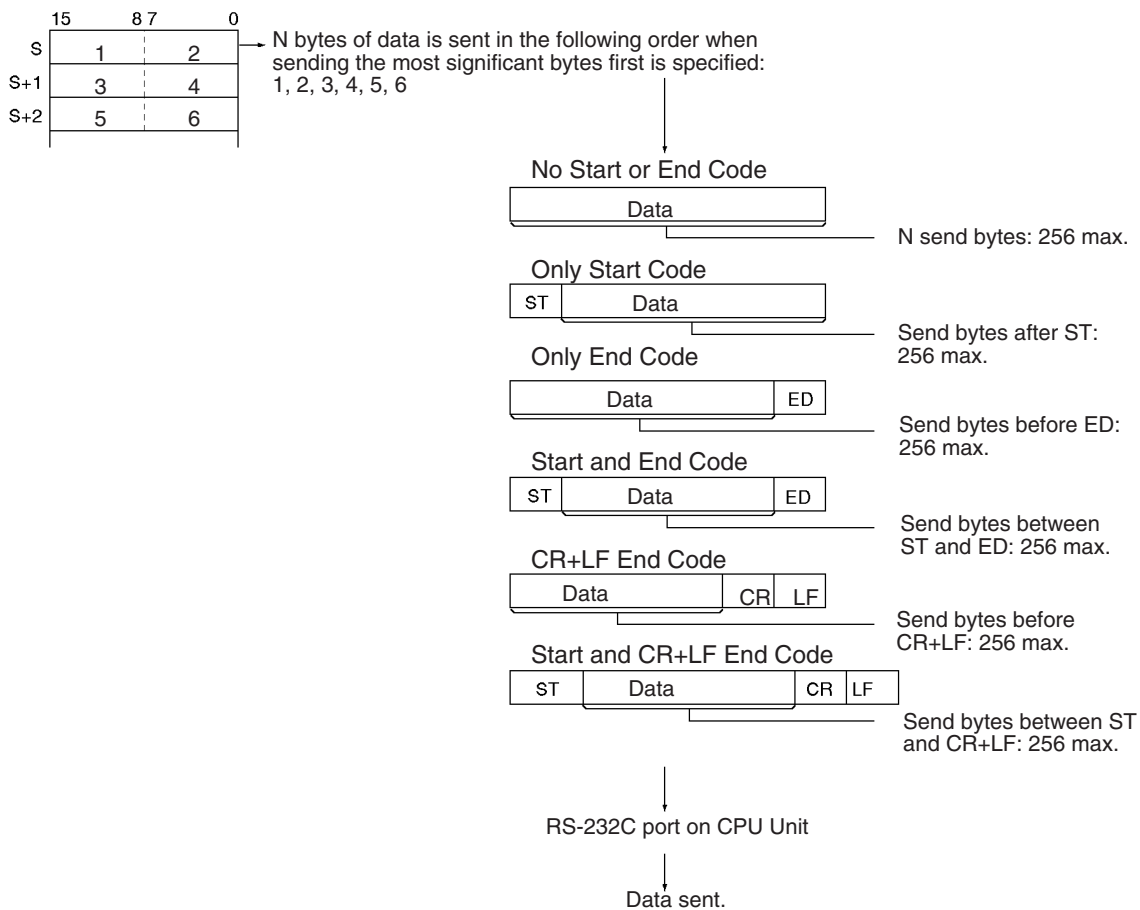 15 8 7 0
S 1 2
S+1 3 4
S+2 5 6
N bytes of data is sent in the following order when
sending the most significant bytes first is specified:
1, 2, 3, 4, 5, 6
No Start or End Code
Data
N send bytes: 256 max.
Only Start Code
ST Data
Send bytes after ST:
256 max.
Only End Code
Data ED
Send bytes before ED:
256 max.
Start and End Code
ST Data ED
Send bytes between
ST and ED: 256 max.
CR+LF End Code
Data CR LF
Send bytes before
CR+LF: 256 max.
Start and CR+LF End Code
ST Data CR LF
Send bytes between ST
and CR+LF: 256 max.
RS-232C port on CPU Unit
Data sent.